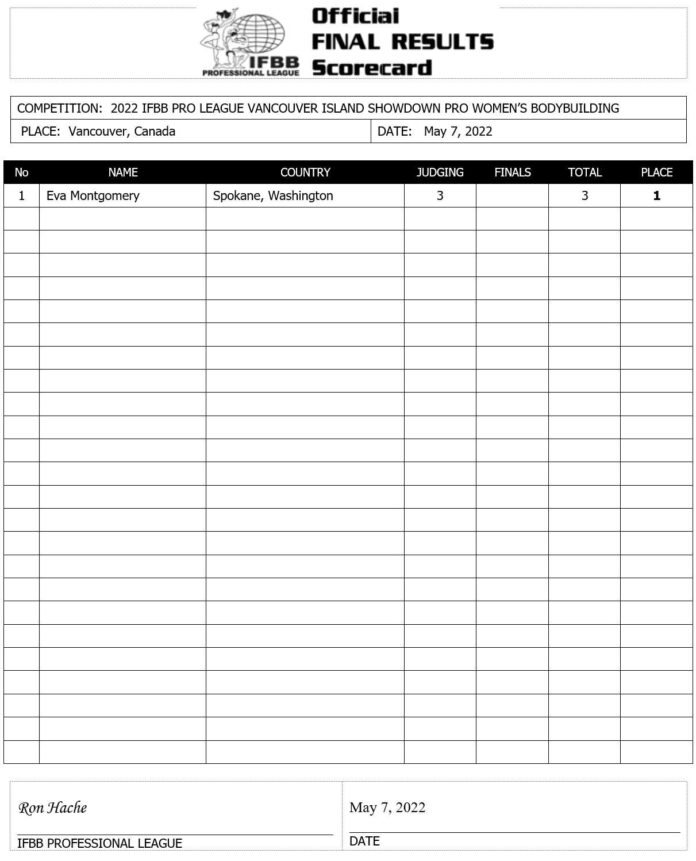 IFBB
PROFESSIONAL LEAGUE
Official
FINAL RESULTS
Scorecard
COMPETITION: 2022 IFBB PRO LEAGUE VANCOUVER ISLAND SHOWDOWN PRO WOMEN'S BODYBUILDING
PLACE: Vancouver, Canada DATE: May 7, 2022
No NAME COUNTRY JUDGING FINALS TOTAL PLACE
1 Eva Montgomery Spokane, Washington 3 3 1
Ron Hache May 7, 2022
IFBB PROFESSIONAL LEAGUE DATE